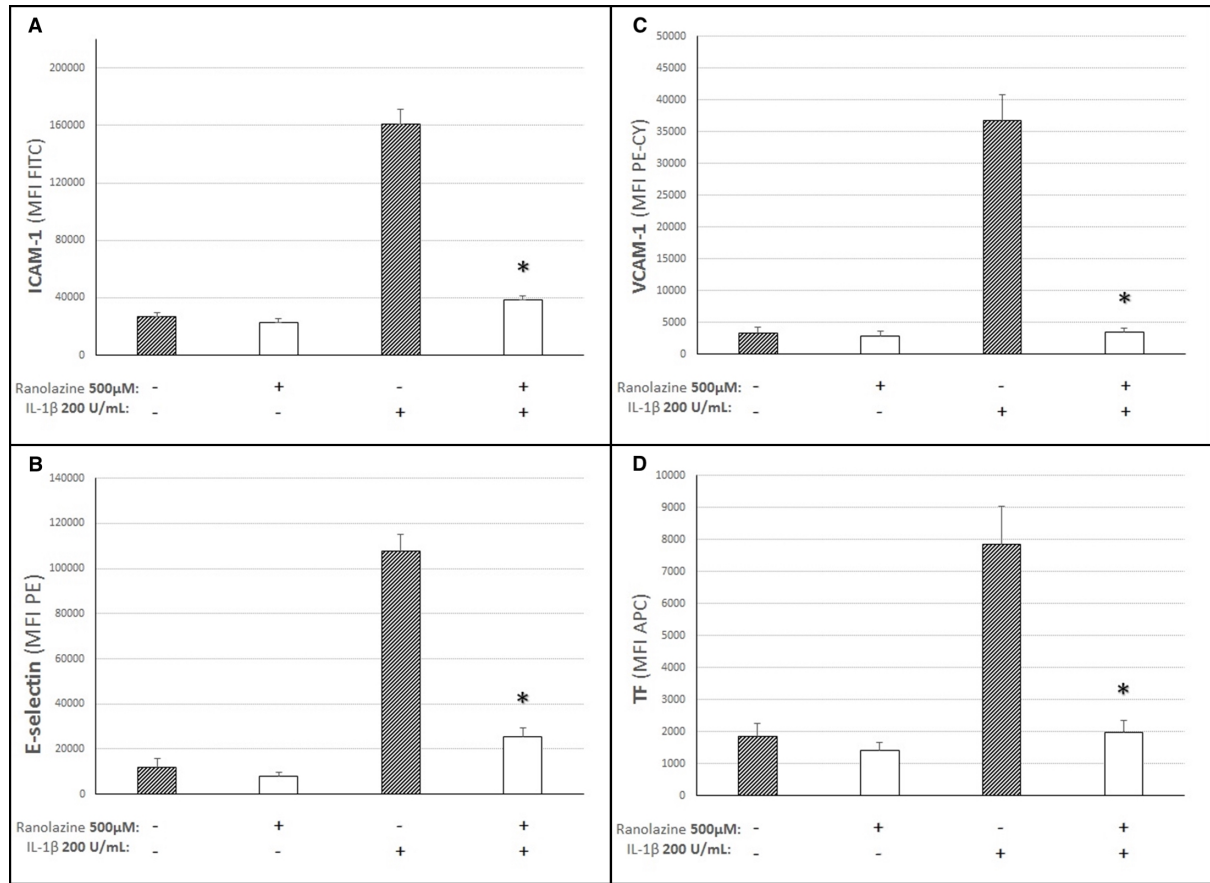 A
ICAM-1 (MFI FITC)
200000
160000
120000
80000
40000
0
*
Ranolazine 500µM: - + - +
IL-1β 200 U/mL: - - + +
C
VCAM-1 (MFI PE-CY)
50000
45000
40000
35000
30000
25000
20000
15000
10000
5000
0
*
Ranolazine 500µM: - + - +
IL-1β 200 U/mL: - - + +
B
E-selectin (MFI PE)
140000
120000
100000
80000
60000
40000
20000
0
*
Ranolazine 500µM: - + - +
IL-1β 200 U/mL: - - + +
D
TF (MFI APC)
10000
9000
8000
7000
6000
5000
4000
3000
2000
1000
0
*
Ranolazine 500µM: - + - +
IL-1β 200 U/mL: - - + +